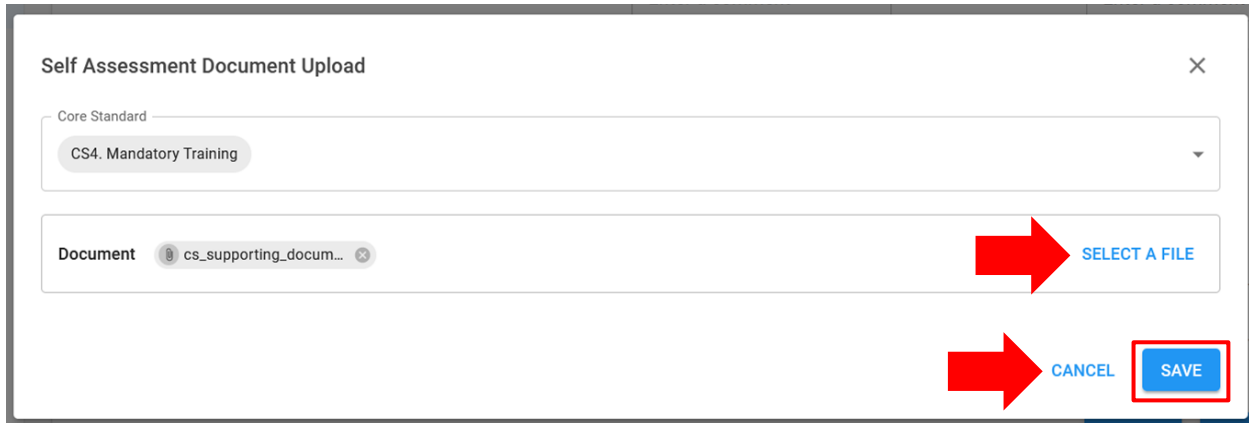 Self Assessment Document Upload
Core Standard
CS4. Mandatory Training
Document cs_supporting_docum... SELECT A FILE
CANCEL SAVE